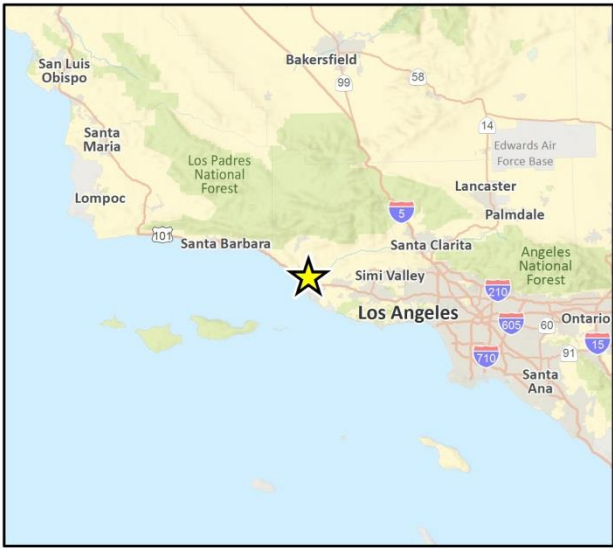 San Luis
Obispo
Bakersfield
99
58
14
Edwards Air
Force Base
Santa
Maria
Los Padres
National
Forest
Lancaster
Lompoc
5
Palmdale
101
Santa Barbara
Santa Clarita
Angeles
National
Forest
Simi Valley
210
Los Angeles
605
60
Ontario
15
710
91
Santa
Ana